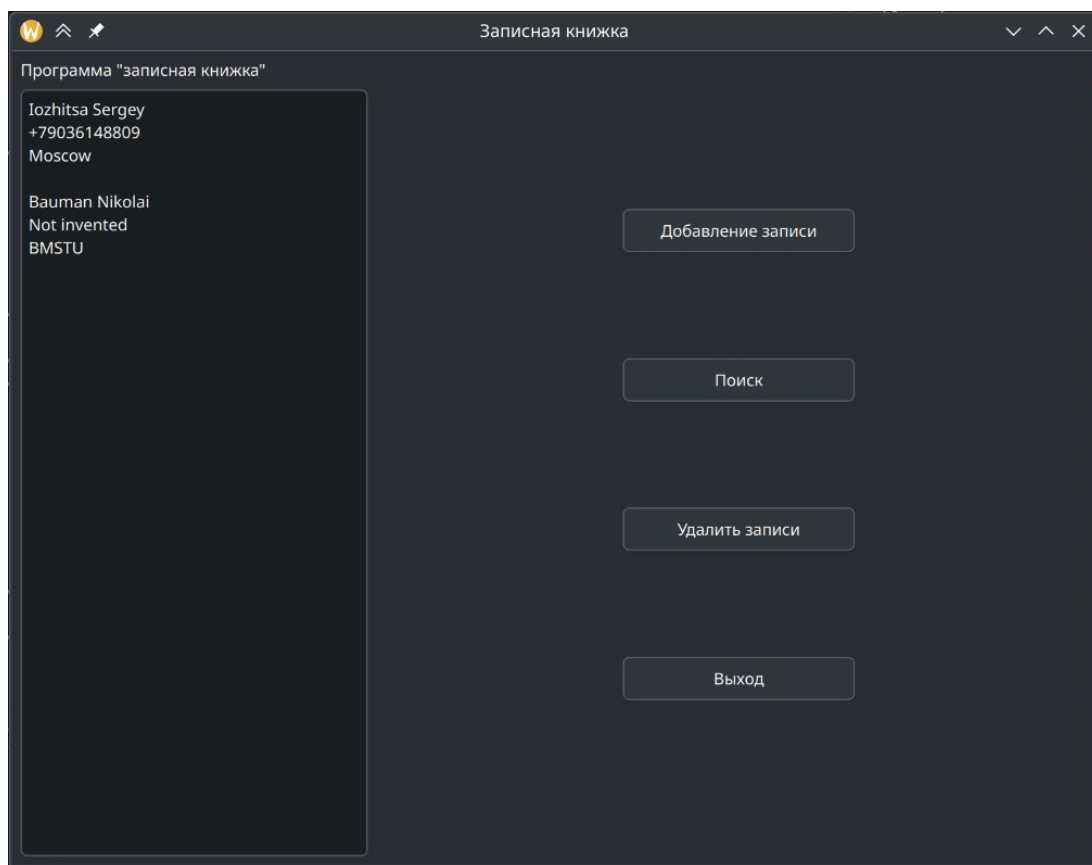 Записная книжка
Программа "записная книжка"
Iozhitsa Sergey
+79036148809
Moscow
Bauman Nikolai
Not invented
BMSTU
Добавление записи
Поиск
Удалить записи
Выход